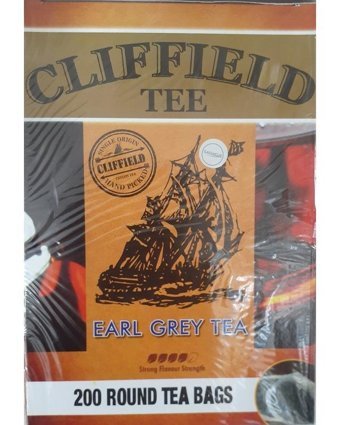 CLIFFIELD
TEE
SINGLE ORIGIN
CLIFFIELD
HAND PICKED
EARL GREY TEA
Strong Flavour Strength
200 ROUND TEA BAGS